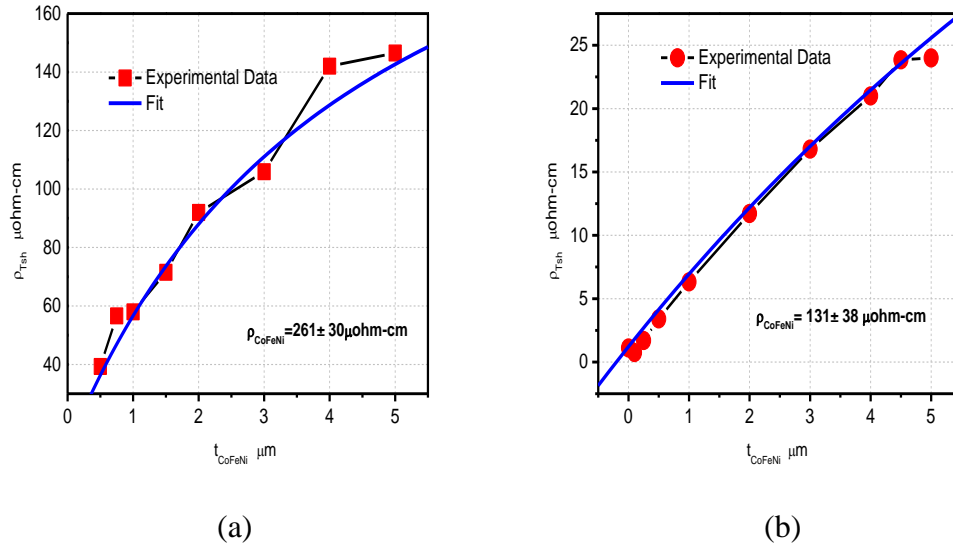 160
140
120
100
80
60
40
0 1 2 3 4 5
ρTsh μohm-cm
tCoFeNi μm
Experimental Data
Fit
ρCoFeNi=261± 30μohm-cm
(a)
25
20
15
10
5
0
0 1 2 3 4 5
ρTsh μohm-cm
tCoFeNi μm
Experimental Data
Fit
ρCoFeNi= 131± 38 μohm-cm
(b)